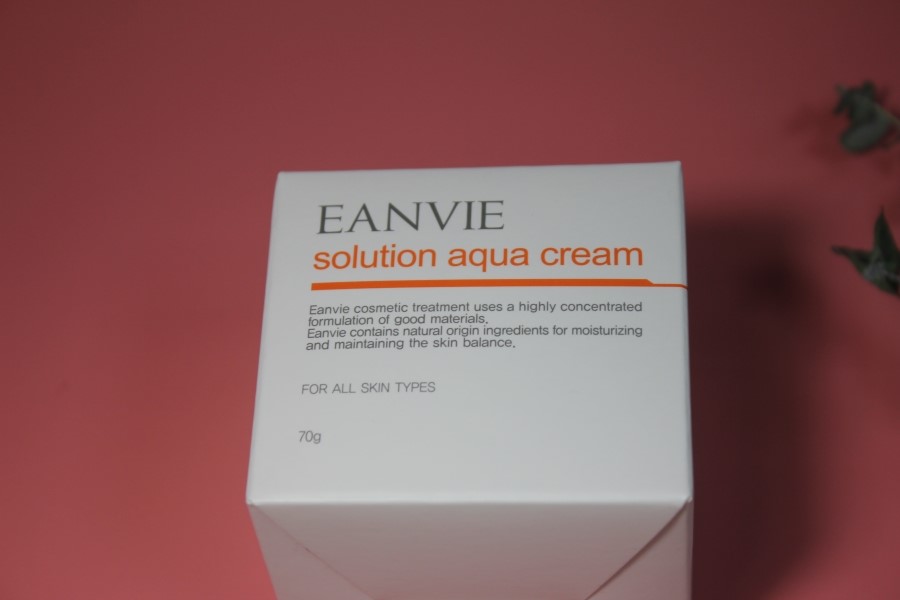 EANVIE
solution aqua cream
Eanvie cosmetic treatment uses a highly concentrated
formulation of good materials.
Eanvie contains natural origin ingredients for moisturizing
and maintaining the skin balance.
FOR ALL SKIN TYPES
70g